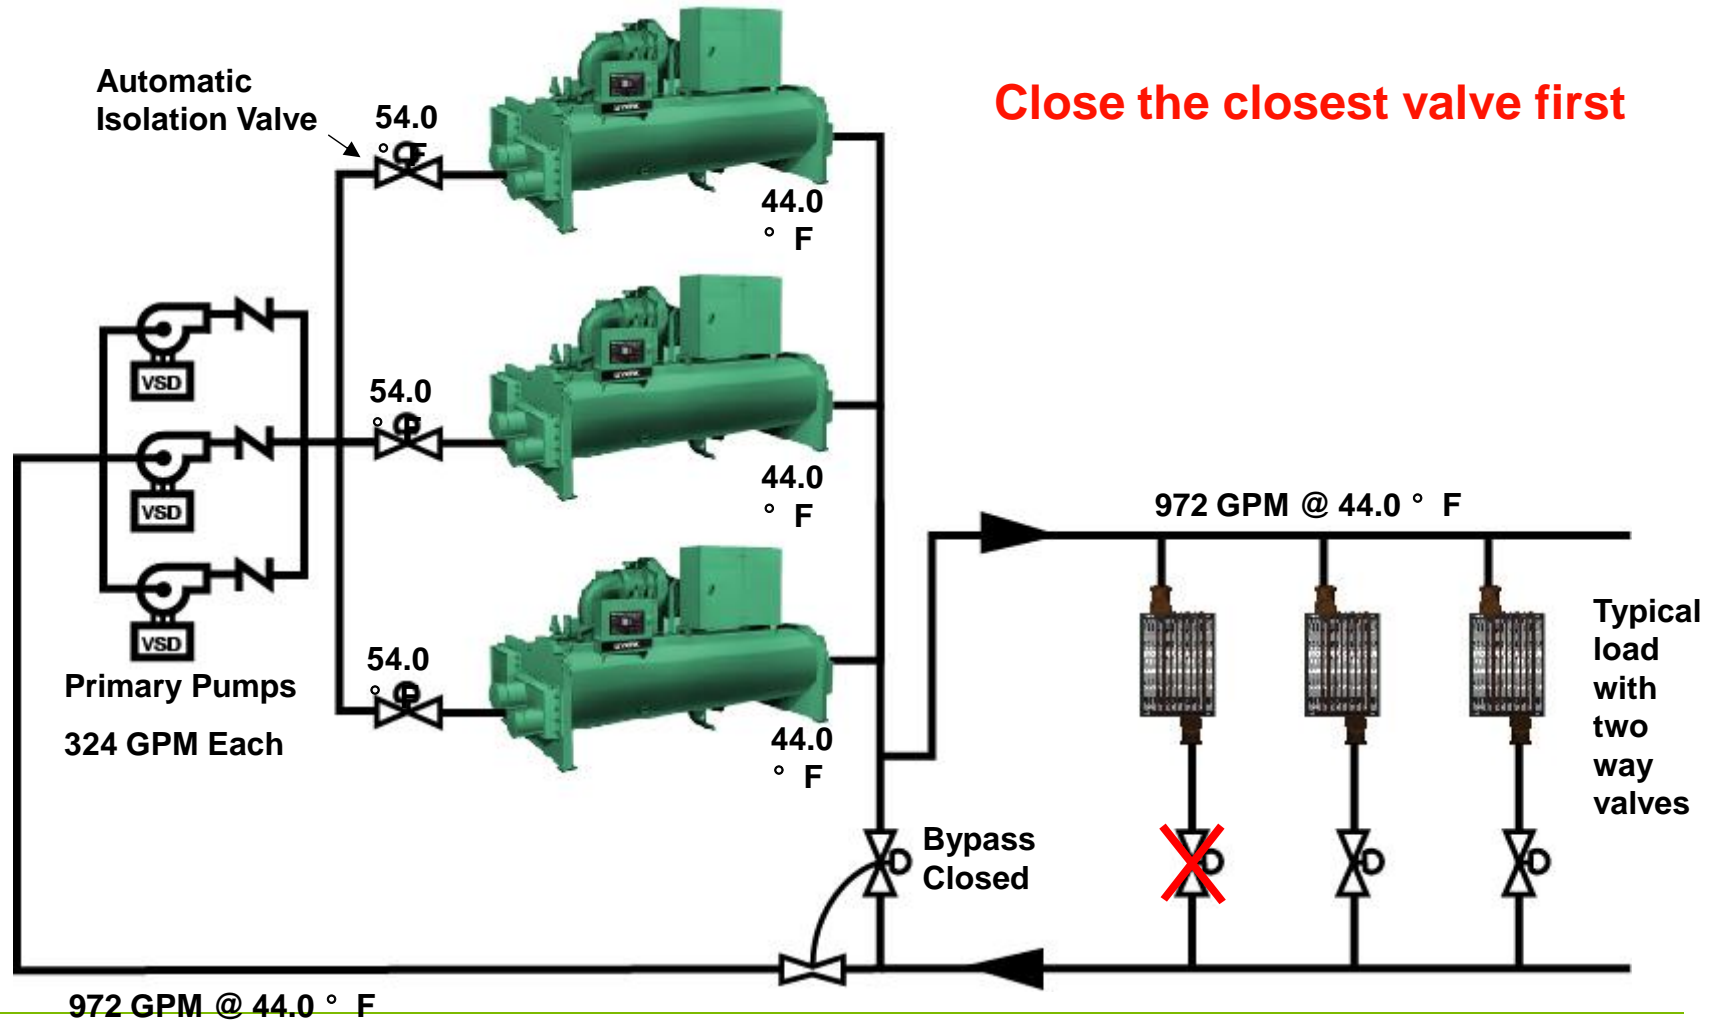 Automatic
Isolation Valve
54.0
° F
Close the closest valve first
44.0
° F
VSD
54.0
° F
44.0
° F
VSD
972 GPM @ 44.0 ° F
VSD
54.0
° F
Primary Pumps
324 GPM Each
44.0
° F
Typical
load
with
two
way
valves
Bypass
Closed
972 GPM @ 44.0 ° F